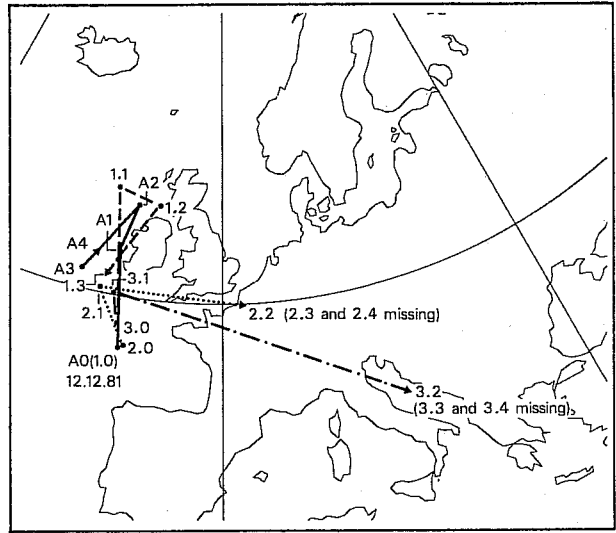 1.1
A2
1.2
A1
A4
A3
1.3
3.1
2.1
2.2 (2.3 and 2.4 missing)
3.0
2.0
A0(1.0)
12.12.81
3.2
(3.3 and 3.4 missing)